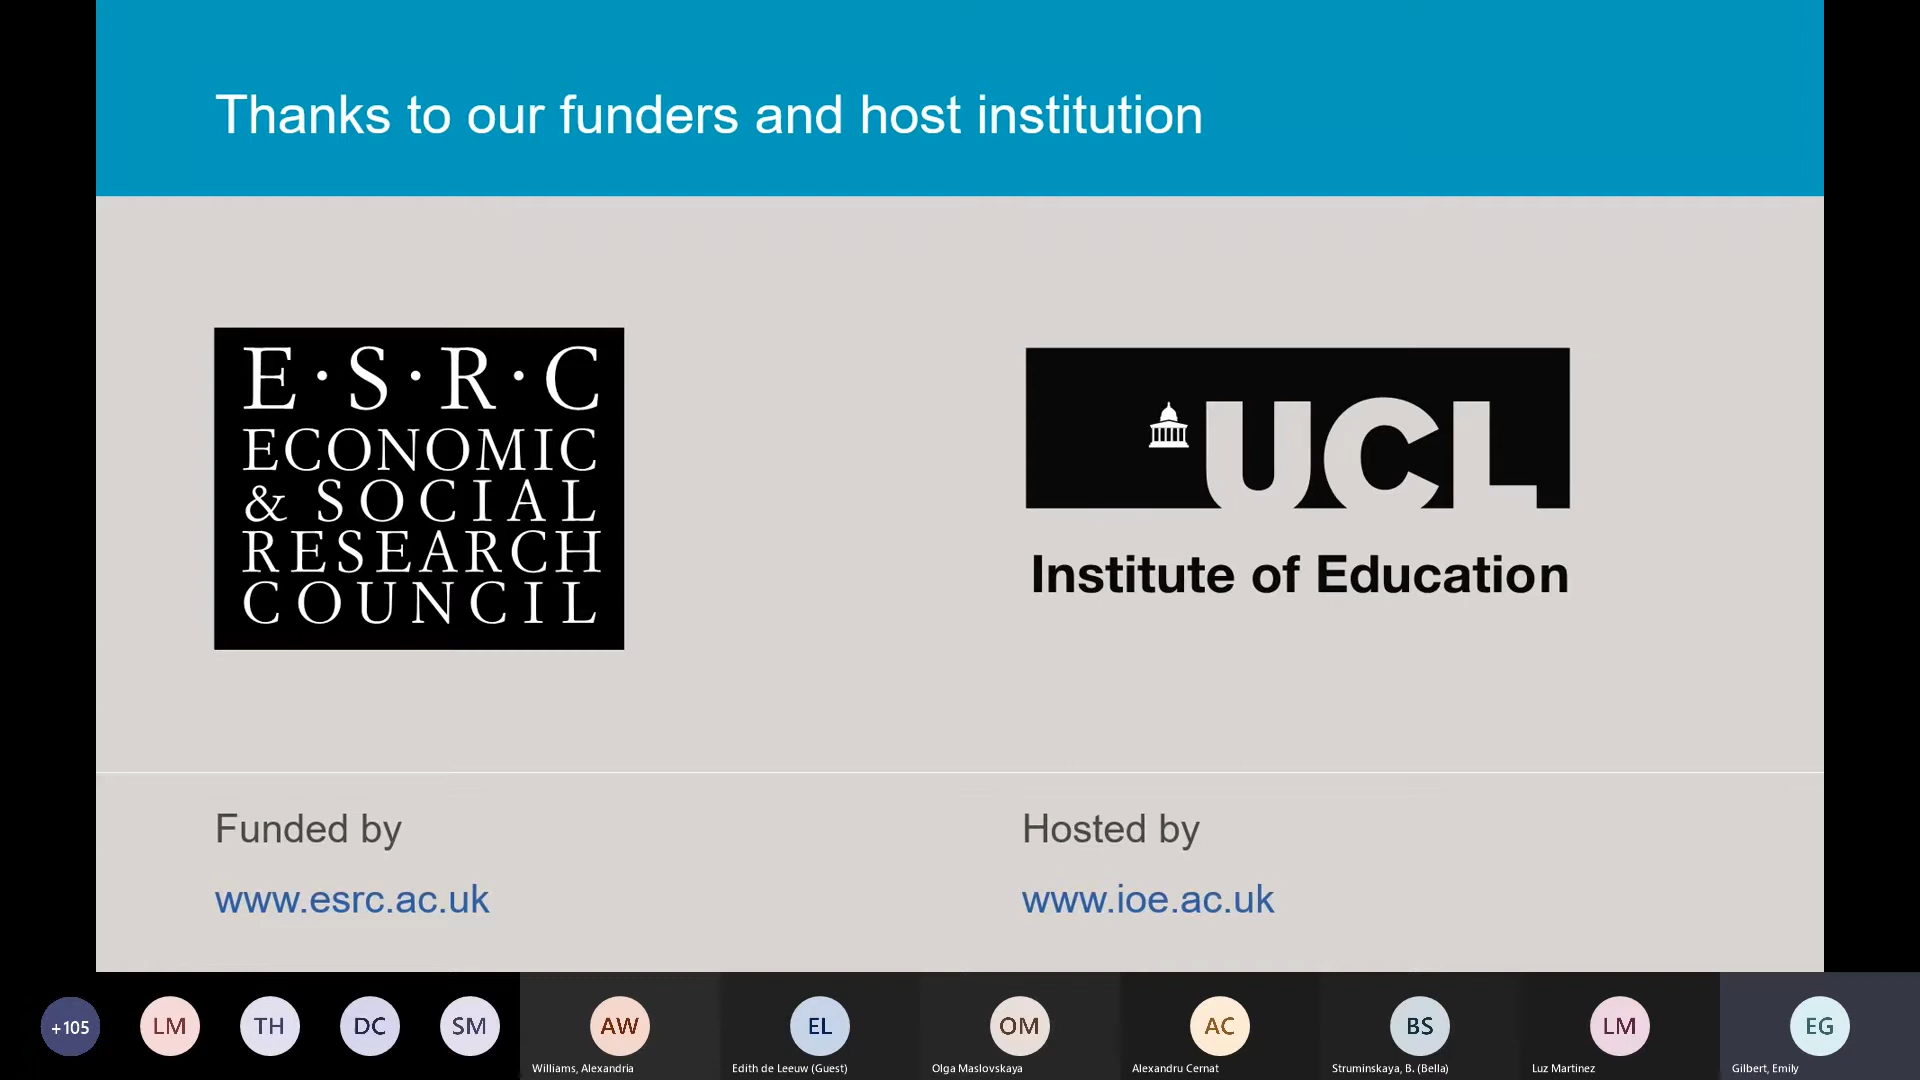 Thanks to our funders and host institution
E·S·R·C
ECONOMIC
& SOCIAL
RESEARCH
COUNCIL
UCL
Institute of Education
Funded by
Hosted by
www.esrc.ac.uk
www.ioe.ac.uk
+105
LM
TH
DC
SM
AW
EL
OM
AC
BS
LM
EG
Williams, Alexandria
Edith de Leeuw (Guest)
Olga Maslovskaya
Alexandru Cernat
Struminskaya, B. (Bella)
Luz Martinez
Gilbert, Emily